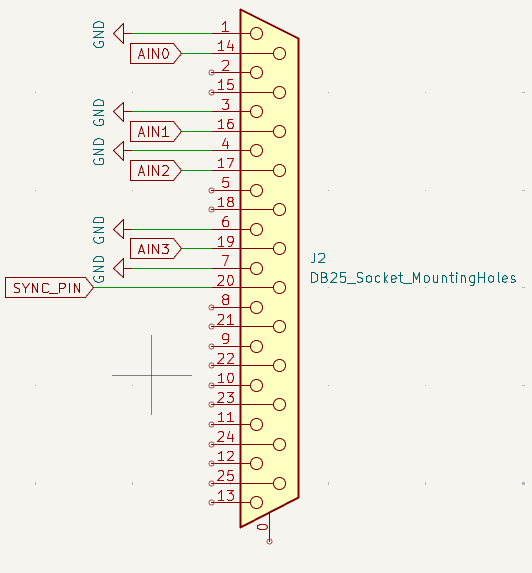 GND
1
AIN0
14
2
15
GND
3
AIN1
16
GND
4
AIN2
17
5
18
GND
6
AIN3
19
GND
7
SYNC_PIN
20
8
21
9
22
10
23
11
24
12
25
13
0
J2
DB25_Socket_MountingHoles